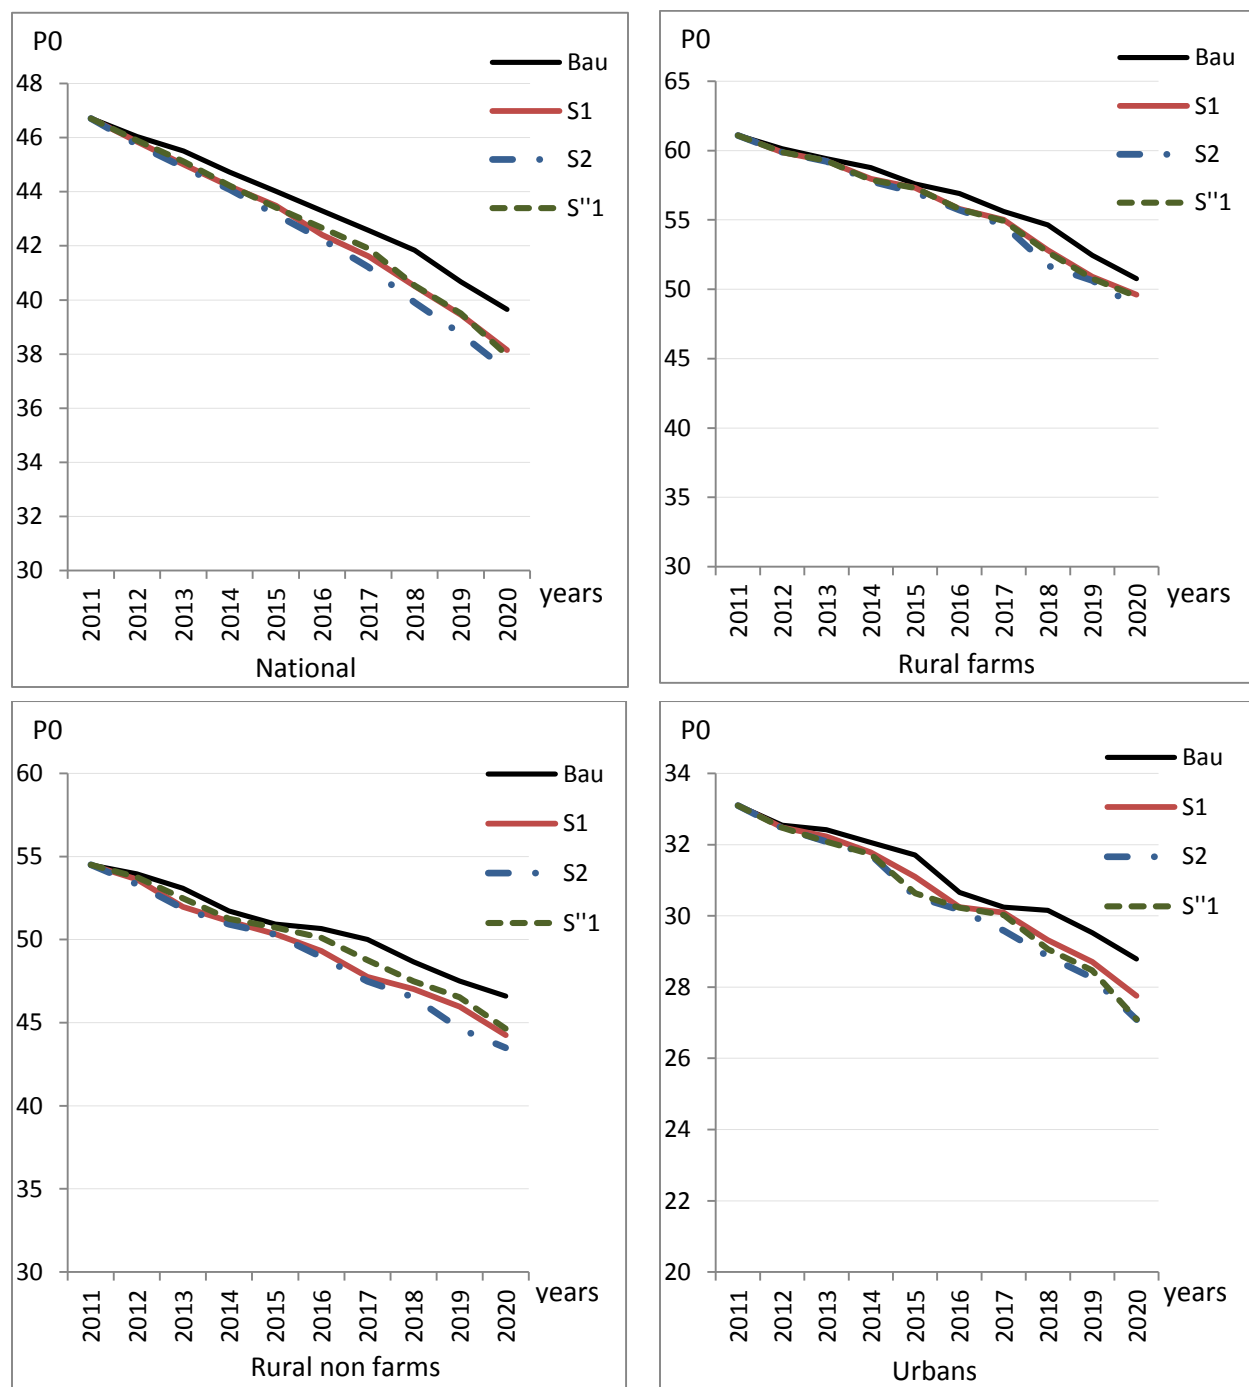 P0
Bau
S1
S2
S''1
48
46
44
42
40
38
36
34
32
30
2011
2012
2013
2014
2015
2016
2017
2018
2019
2020
years
National
P0
Bau
S1
S2
S''1
65
60
55
50
45
40
35
30
2011
2012
2013
2014
2015
2016
2017
2018
2019
2020
years
Rural farms
P0
Bau
S1
S2
S''1
60
55
50
45
40
35
30
2011
2012
2013
2014
2015
2016
2017
2018
2019
2020
years
Rural non farms
P0
Bau
S1
S2
S''1
34
32
30
28
26
24
22
20
2011
2012
2013
2014
2015
2016
2017
2018
2019
2020
years
Urbans